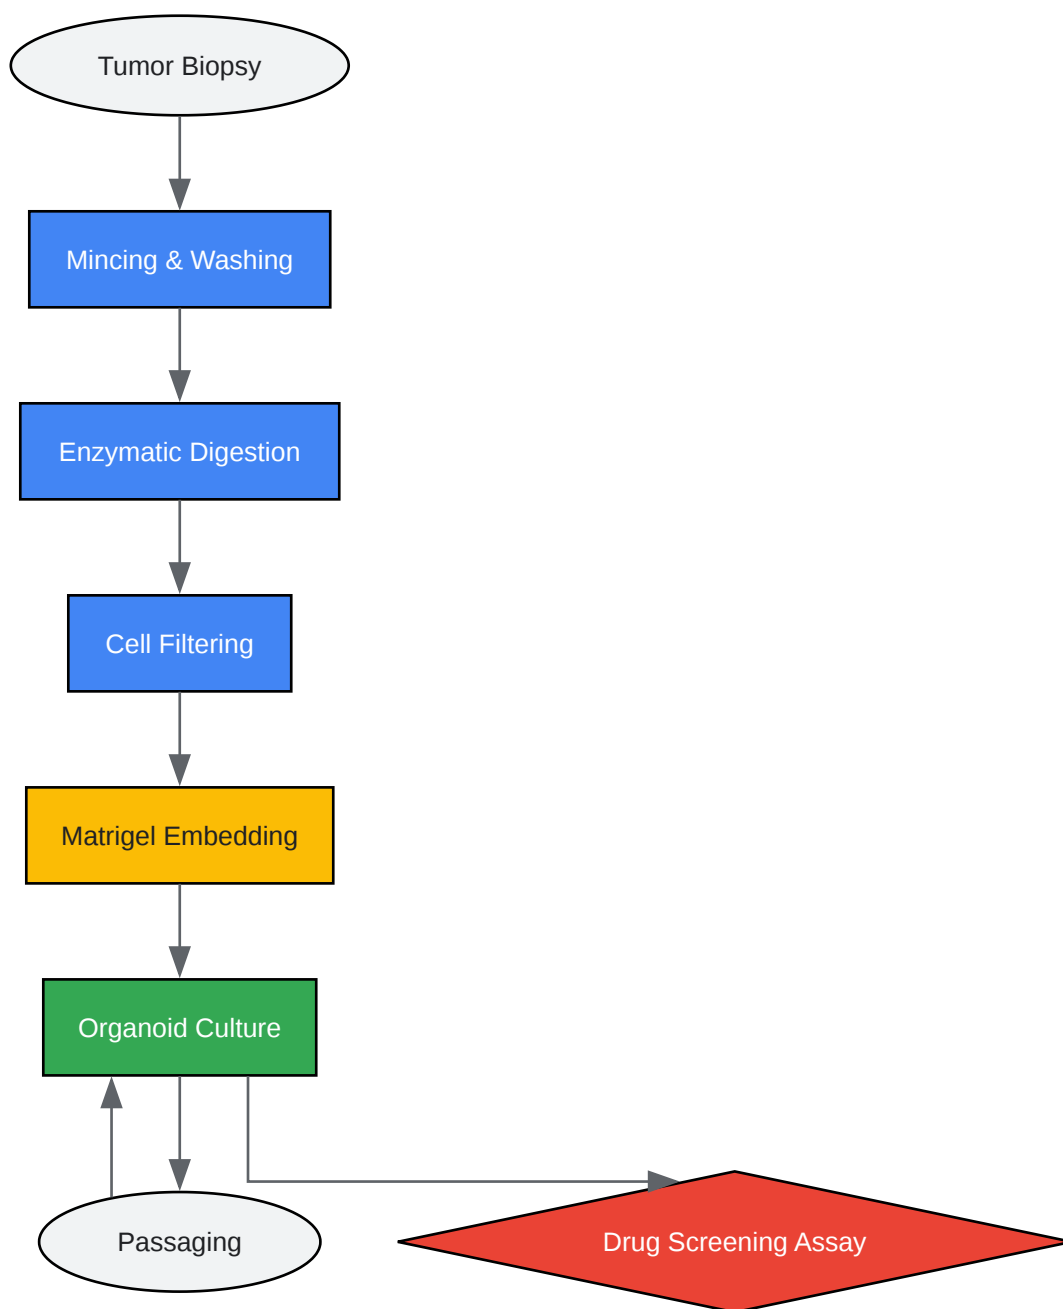 Tumor Biopsy
Mincing & Washing
Enzymatic Digestion
Cell Filtering
Matrigel Embedding
Organoid Culture
Passaging
Drug Screening Assay